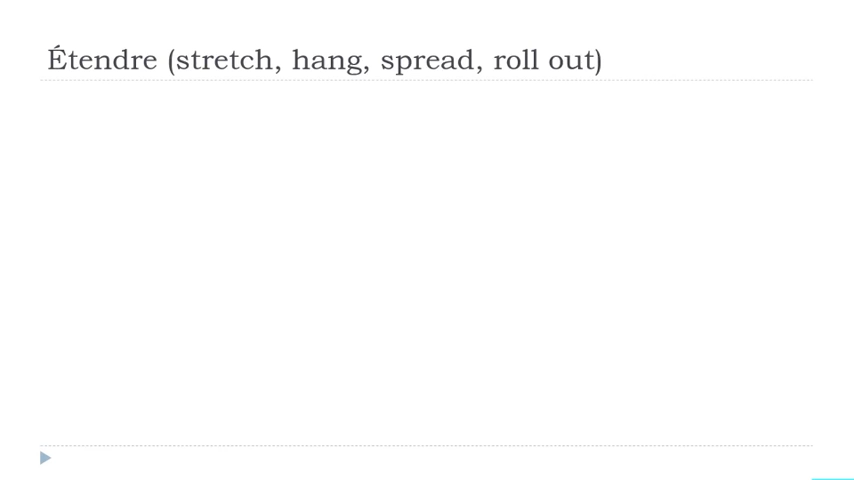 Étendre (stretch, hang, spread, roll out)